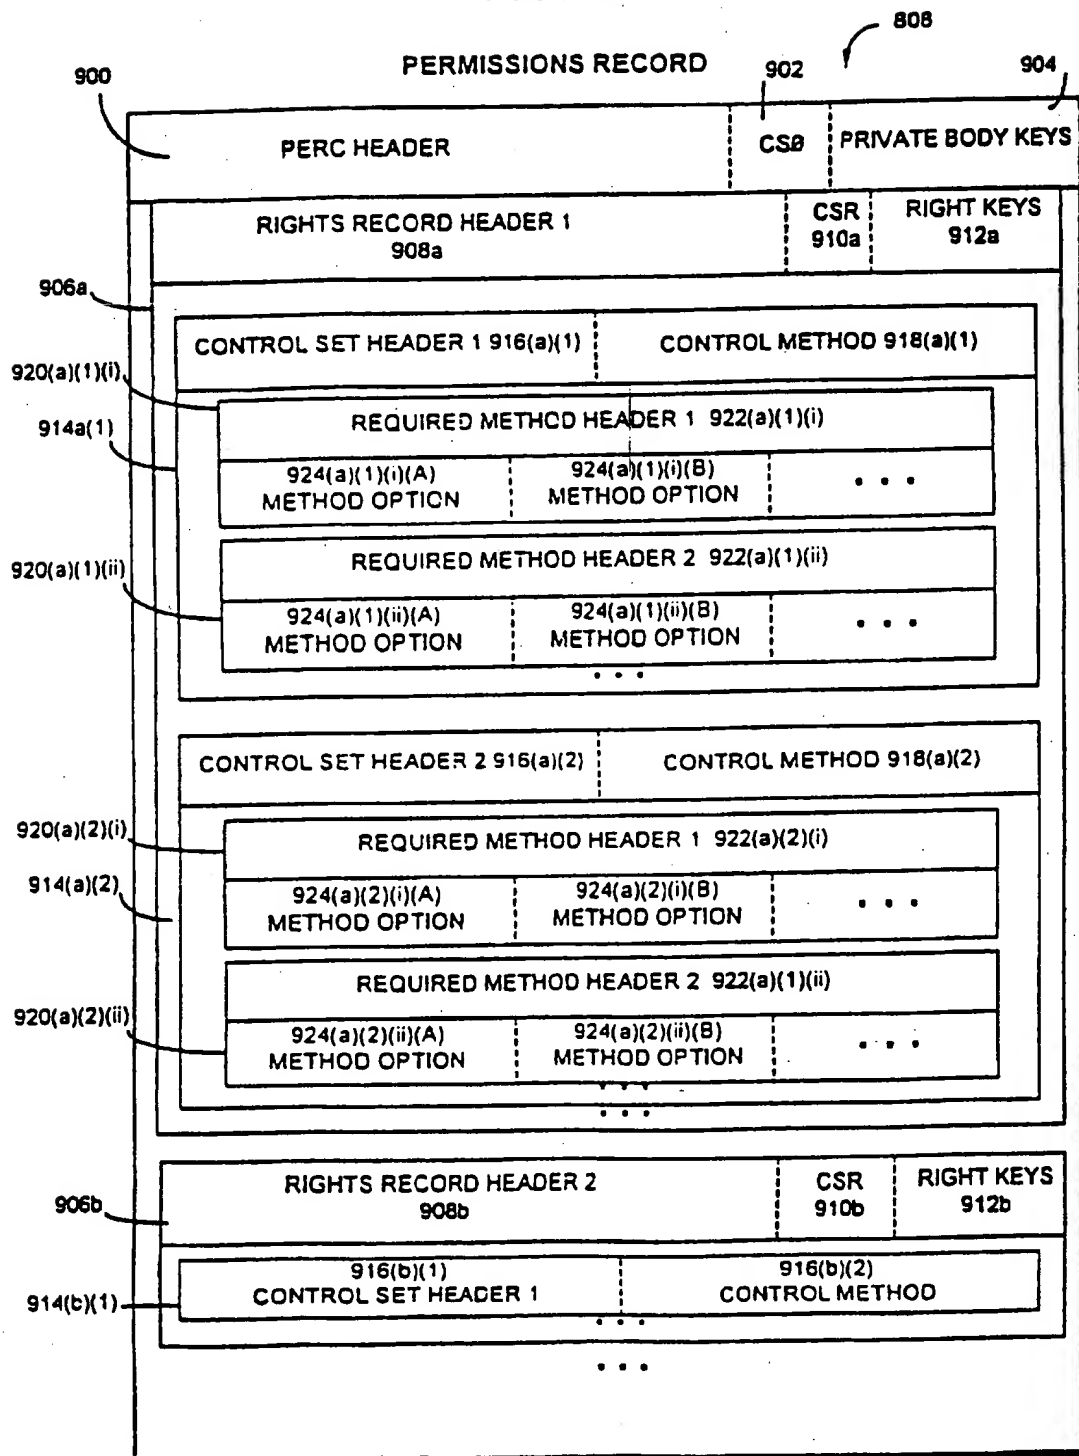 808
PERMISSIONS RECORD
900
902
904
PERC HEADER
CS0
PRIVATE BODY KEYS
RIGHTS RECORD HEADER 1
908a
CSR
910a
RIGHT KEYS
912a
906a
CONTROL SET HEADER 1 916(a)(1)
CONTROL METHOD 918(a)(1)
920(a)(1)(i)
914a(1)
REQUIRED METHOD HEADER 1 922(a)(1)(i)
924(a)(1)(i)(A)
METHOD OPTION
924(a)(1)(i)(B)
METHOD OPTION
• • •
920(a)(1)(ii)
REQUIRED METHOD HEADER 2 922(a)(1)(ii)
924(a)(1)(ii)(A)
METHOD OPTION
924(a)(1)(ii)(B)
METHOD OPTION
• • •
• • •
CONTROL SET HEADER 2 916(a)(2)
CONTROL METHOD 918(a)(2)
920(a)(2)(i)
914(a)(2)
REQUIRED METHOD HEADER 1 922(a)(2)(i)
924(a)(2)(i)(A)
METHOD OPTION
924(a)(2)(i)(B)
METHOD OPTION
• • •
920(a)(2)(ii)
REQUIRED METHOD HEADER 2 922(a)(1)(ii)
924(a)(2)(ii)(A)
METHOD OPTION
924(a)(2)(ii)(B)
METHOD OPTION
• • •
• • •
• • •
906b
RIGHTS RECORD HEADER 2
908b
CSR
910b
RIGHT KEYS
912b
914(b)(1)
916(b)(1)
CONTROL SET HEADER 1
916(b)(2)
CONTROL METHOD
• • •
• • •